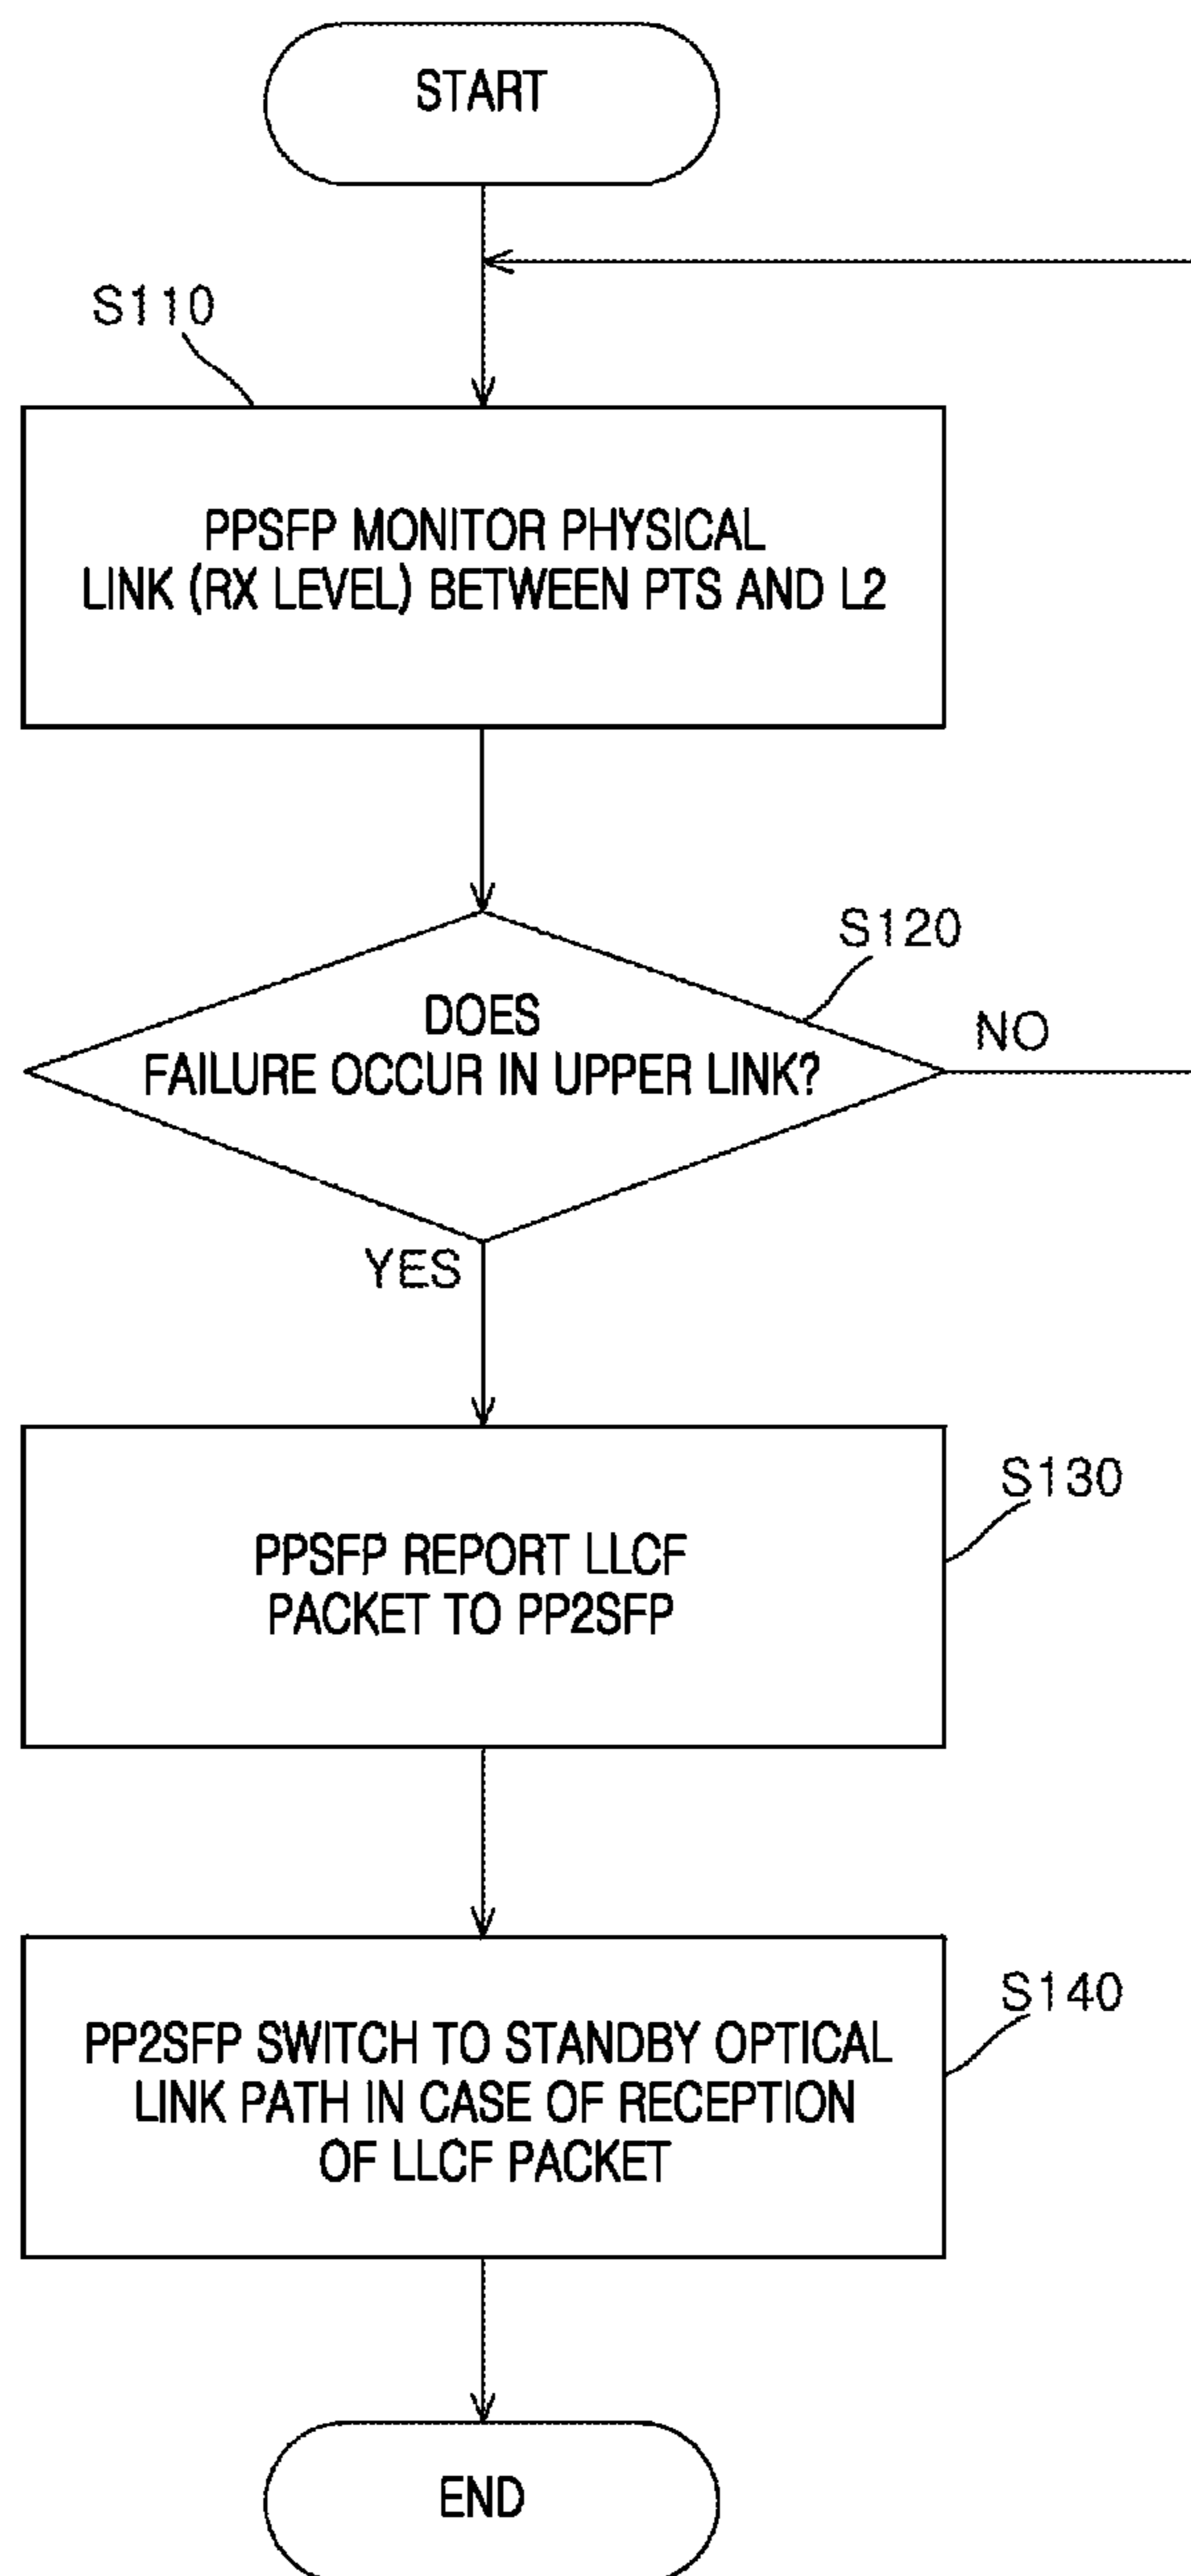 START
S110
PPSFP MONITOR PHYSICAL
LINK (RX LEVEL) BETWEEN PTS AND L2
S120
DOES
FAILURE OCCUR IN UPPER LINK?
NO
YES
S130
PPSFP REPORT LLCF
PACKET TO PP2SFP
S140
PP2SFP SWITCH TO STANDBY OPTICAL
LINK PATH IN CASE OF RECEPTION
OF LLCF PACKET
END